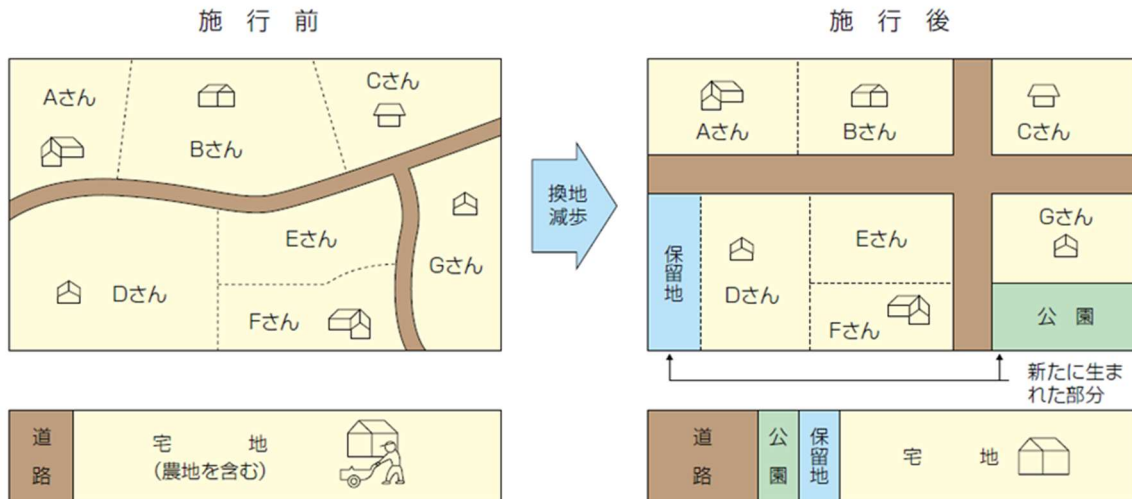 施行前
施行後
Aさん
Bさん
Cさん
Dさん
Eさん
Fさん
Gさん
換地
減歩
Aさん
Bさん
Cさん
保留地
Dさん
Eさん
Fさん
Gさん
公園
新たに生ま
れた部分
道路
宅地
(農地を含む)
道路
公園
保留地
宅地